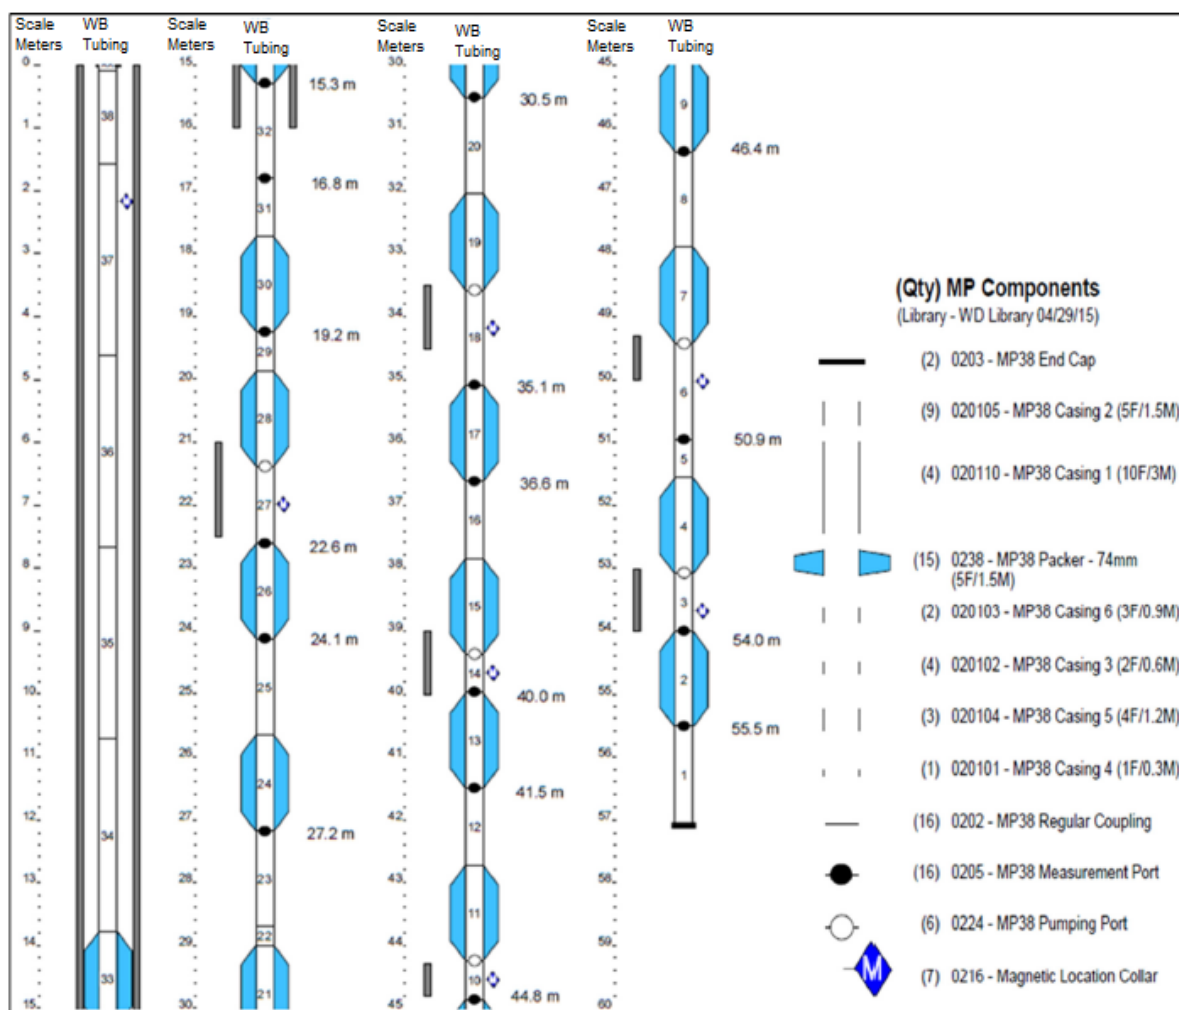 Scale
Meters
WB
Tubing
0
1
2
3
4
5
6
7
8
9
10
11
12
13
14
15
38
37
36
35
34
33
Scale
Meters
WB
Tubing
15
16
17
18
19
20
21
22
23
24
25
26
27
28
29
30
32
31
30
29
28
27
26
25
24
23
22
21
15.3 m
16.8 m
19.2 m
22.6 m
24.1 m
27.2 m
Scale
Meters
WB
Tubing
30
31
32
33
34
35
36
37
38
39
40
41
42
43
44
45
20
19
18
17
16
15
14
13
12
11
10
30.5 m
35.1 m
36.6 m
40.0 m
41.5 m
44.8 m
Scale
Meters
WB
Tubing
45
46
47
48
49
50
51
52
53
54
55
56
57
58
59
60
9
8
7
6
5
4
3
2
1
46.4 m
50.9 m
54.0 m
55.5 m
(Qty) MP Components
(Library - WD Library 04/29/15)
(2) 0203 - MP38 End Cap
(9) 020105 - MP38 Casing 2 (5F/1.5M)
(4) 020110 - MP38 Casing 1 (10F/3M)
(15) 0238 - MP38 Packer - 74mm
(5F/1.5M)
(2) 020103 - MP38 Casing 6 (3F/0.9M)
(4) 020102 - MP38 Casing 3 (2F/0.6M)
(3) 020104 - MP38 Casing 5 (4F/1.2M)
(1) 020101 - MP38 Casing 4 (1F/0.3M)
(16) 0202 - MP38 Regular Coupling
(16) 0205 - MP38 Measurement Port
(6) 0224 - MP38 Pumping Port
M
(7) 0216 - Magnetic Location Collar